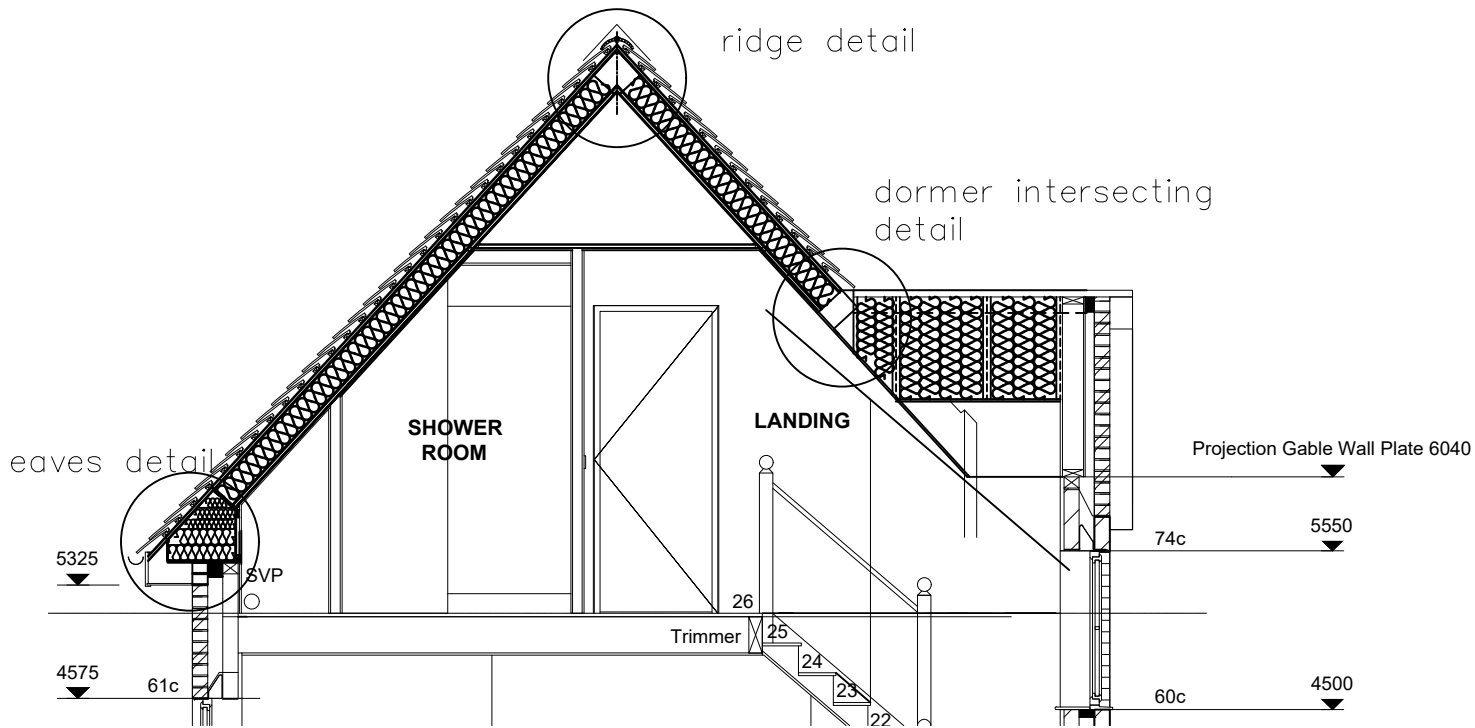 ridge detail
dormer intersecting
detail
SHOWER
ROOM
LANDING
Projection Gable Wall Plate 6040
eaves detail
74c
5550
5325
SVP
26
Trimmer
25
24
23
22
4575
61c
60c
4500